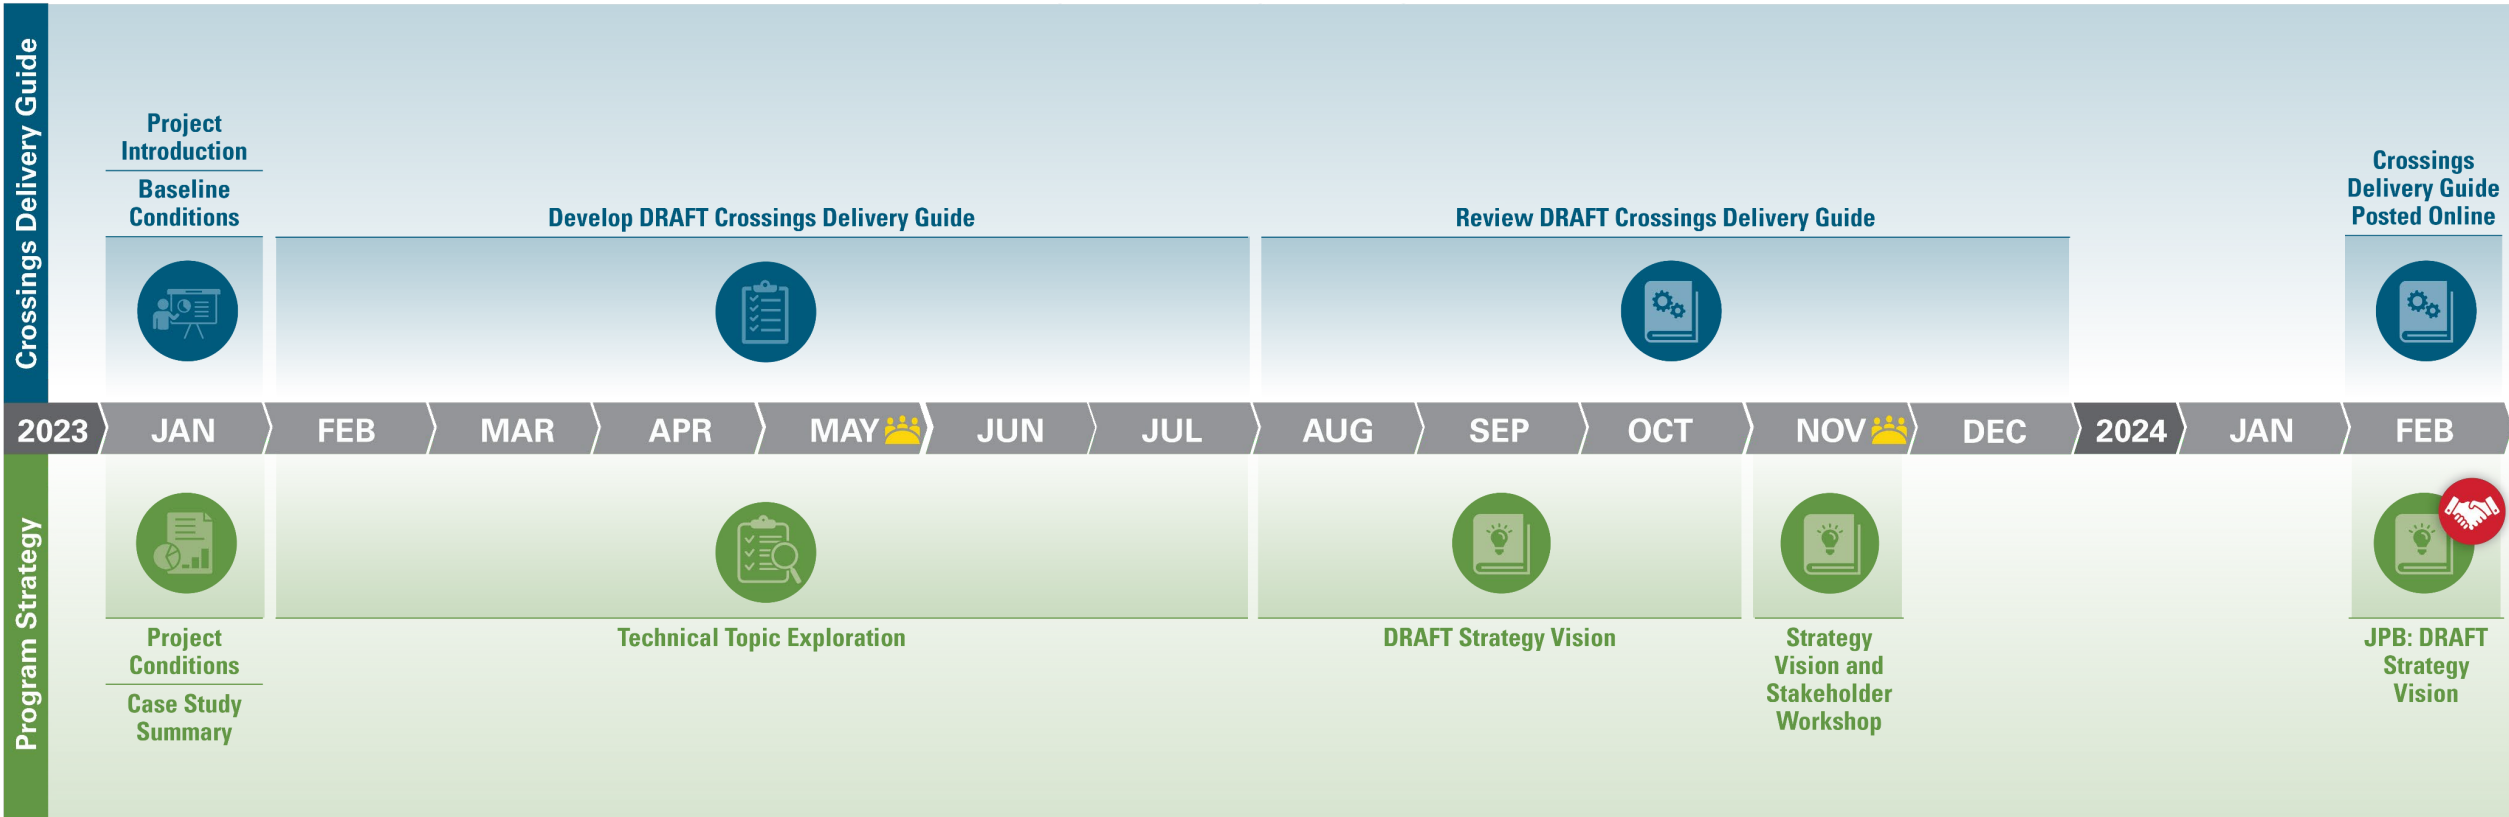 Crossings Delivery Guide
Project
Introduction
Baseline
Conditions
Develop DRAFT Crossings Delivery Guide
Review DRAFT Crossings Delivery Guide
Crossings
Delivery Guide
Posted Online
2023 JAN FEB MAR APR MAY JUN JUL AUG SEP OCT NOV DEC 2024 JAN FEB
Program Strategy
Project
Conditions
Case Study
Summary
Technical Topic Exploration
DRAFT Strategy Vision
Strategy
Vision and
Stakeholder
Workshop
JPB: DRAFT
Strategy
Vision